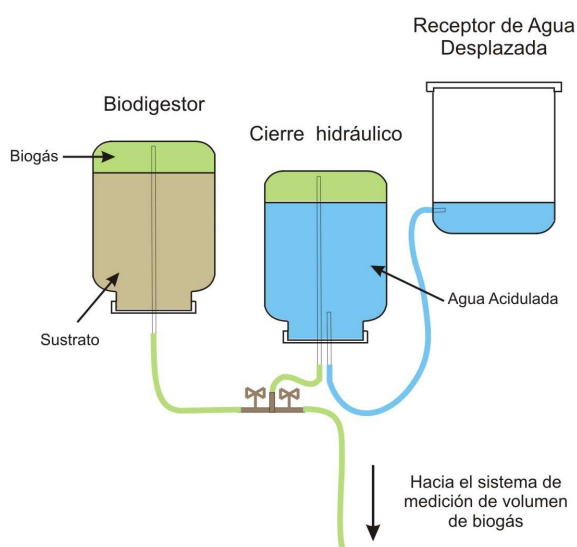 Receptor de Agua
Desplazada
Biodigestor
Cierre hidráulico
Biogás
Sustrato
Agua Acidulada
Hacia el sistema de
medición de volumen
de biogás